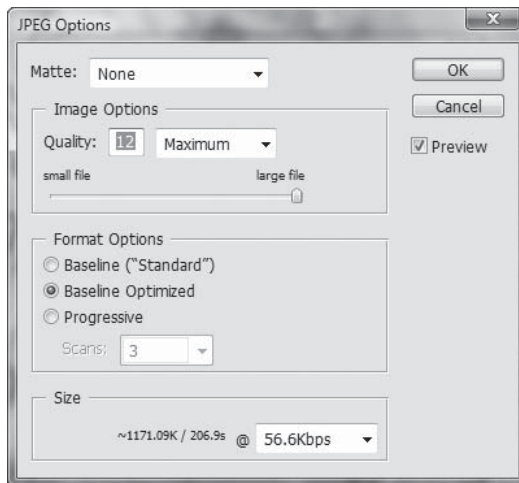 JPEG Options
Matte: None
OK
Cancel
Preview
Image Options
Quality: 12 Maximum
small file large file
Format Options
Baseline ("Standard")
Baseline Optimized
Progressive
Scans: 3
Size
~1171.09K / 206.9s @ 56.6Kbps